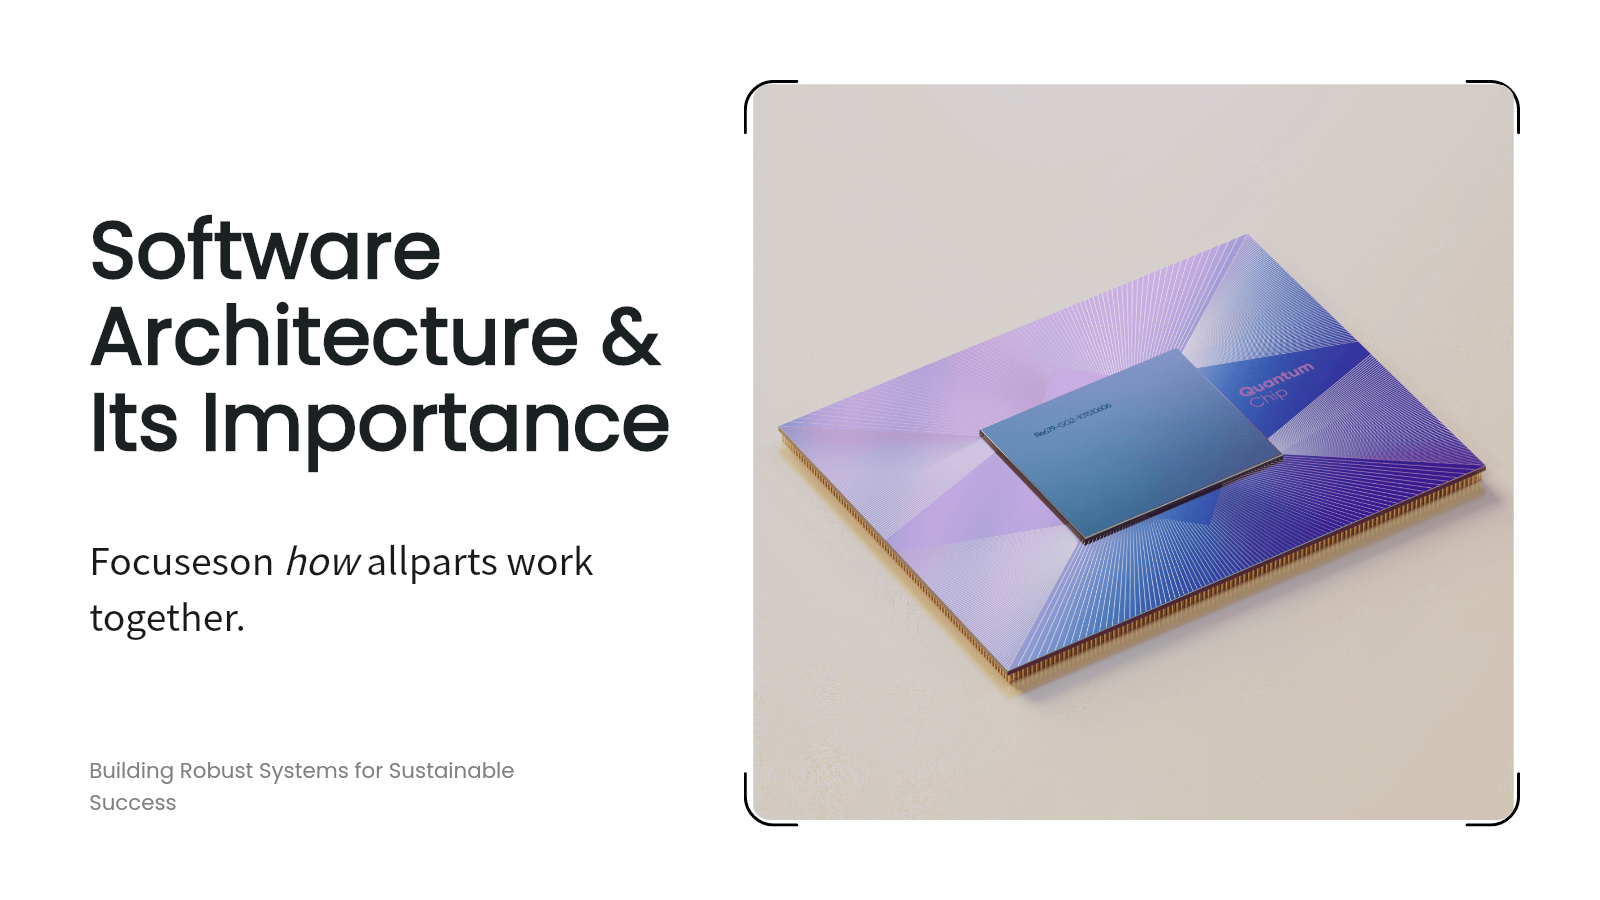 Software
Architecture &
Its Importance
Focuseson how allparts work
together.
Building Robust Systems for Sustainable
Success
Quantum
Chip